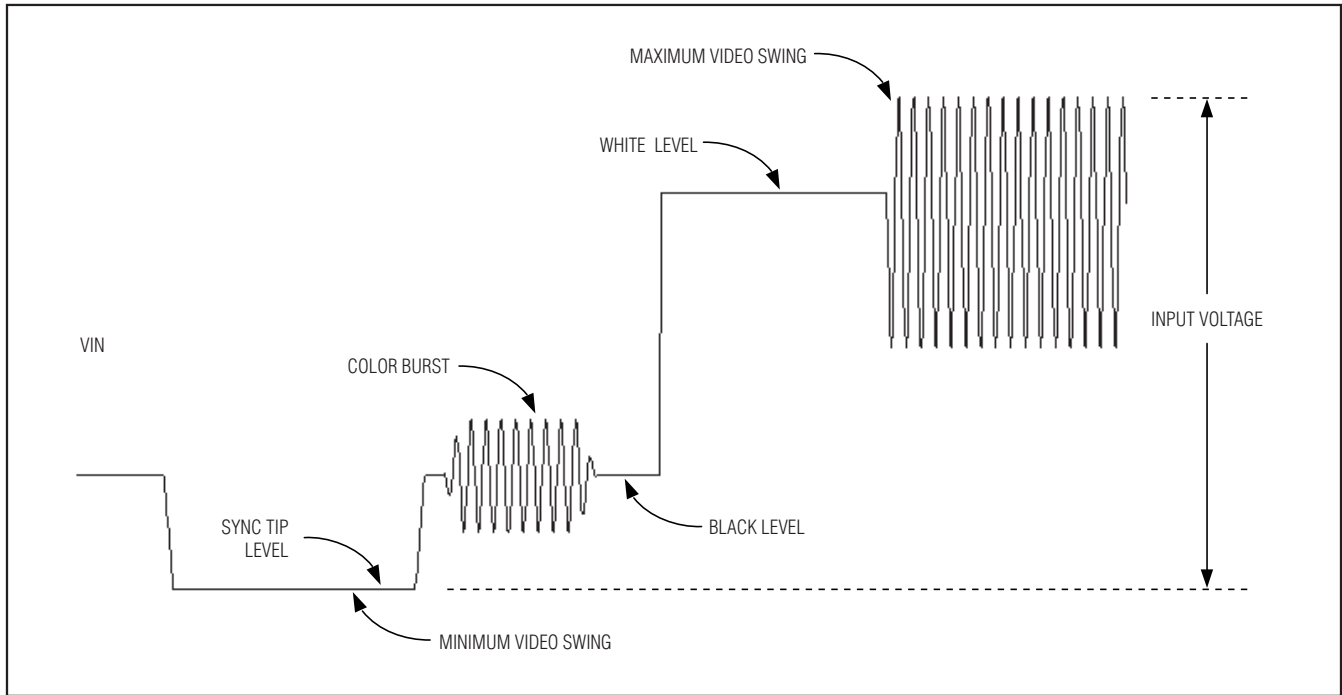 MAXIMUM VIDEO SWING
WHITE LEVEL
INPUT VOLTAGE
VIN
COLOR BURST
SYNC TIP
LEVEL
BLACK LEVEL
MINIMUM VIDEO SWING